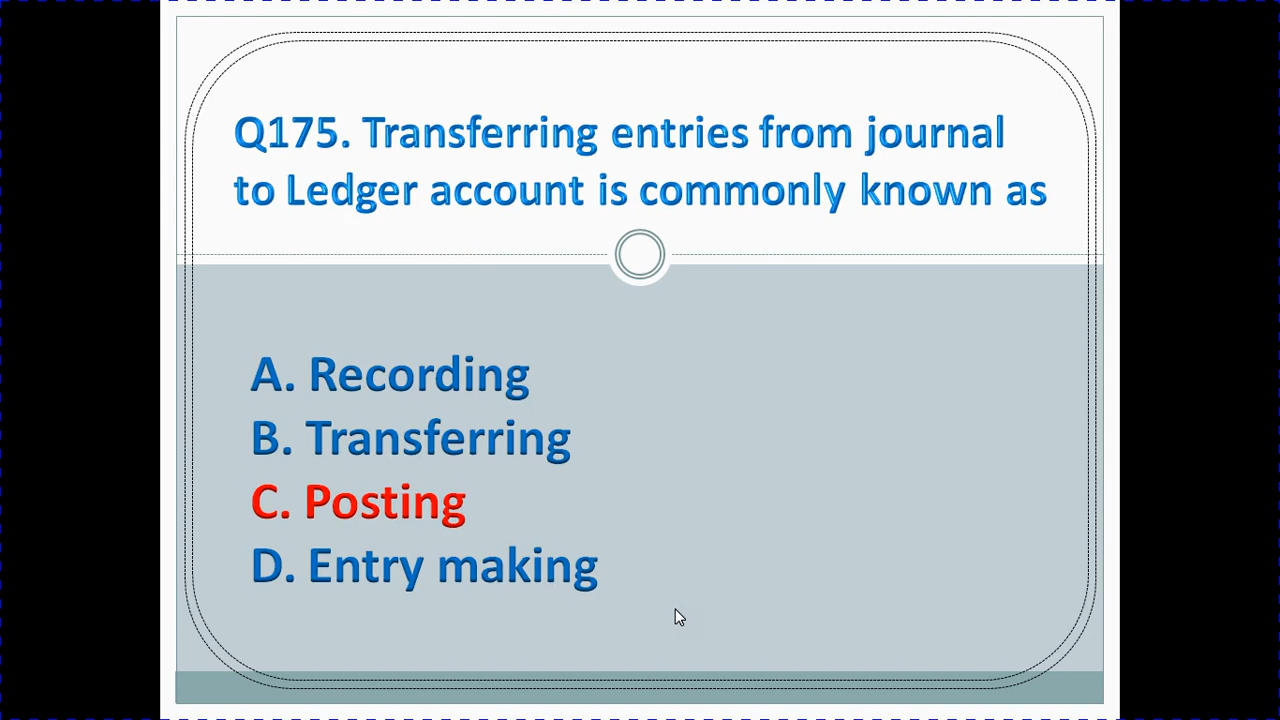 Q175. Transferring entries from journal
to Ledger account is commonly known as
A. Recording
B. Transferring
C. Posting
D. Entry making